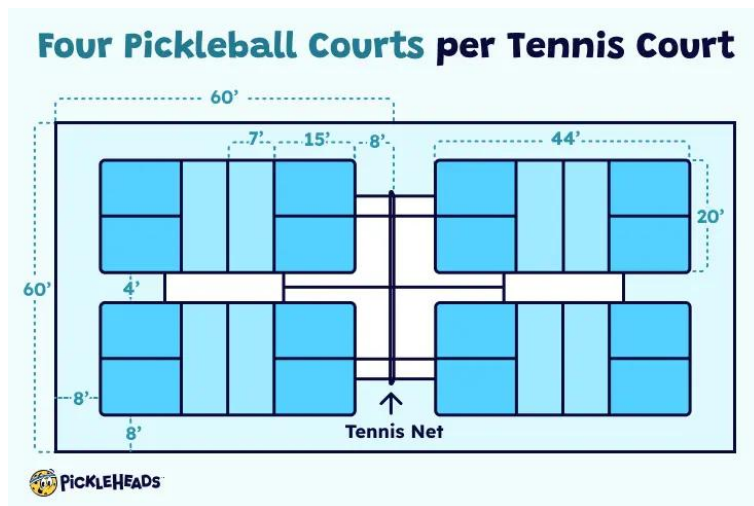 Four Pickleball Courts per Tennis Court
60’
7’ 15’ 8’ 44’
20’
60’ 4’
8’
8’
Tennis Net
PICKLEHEADS